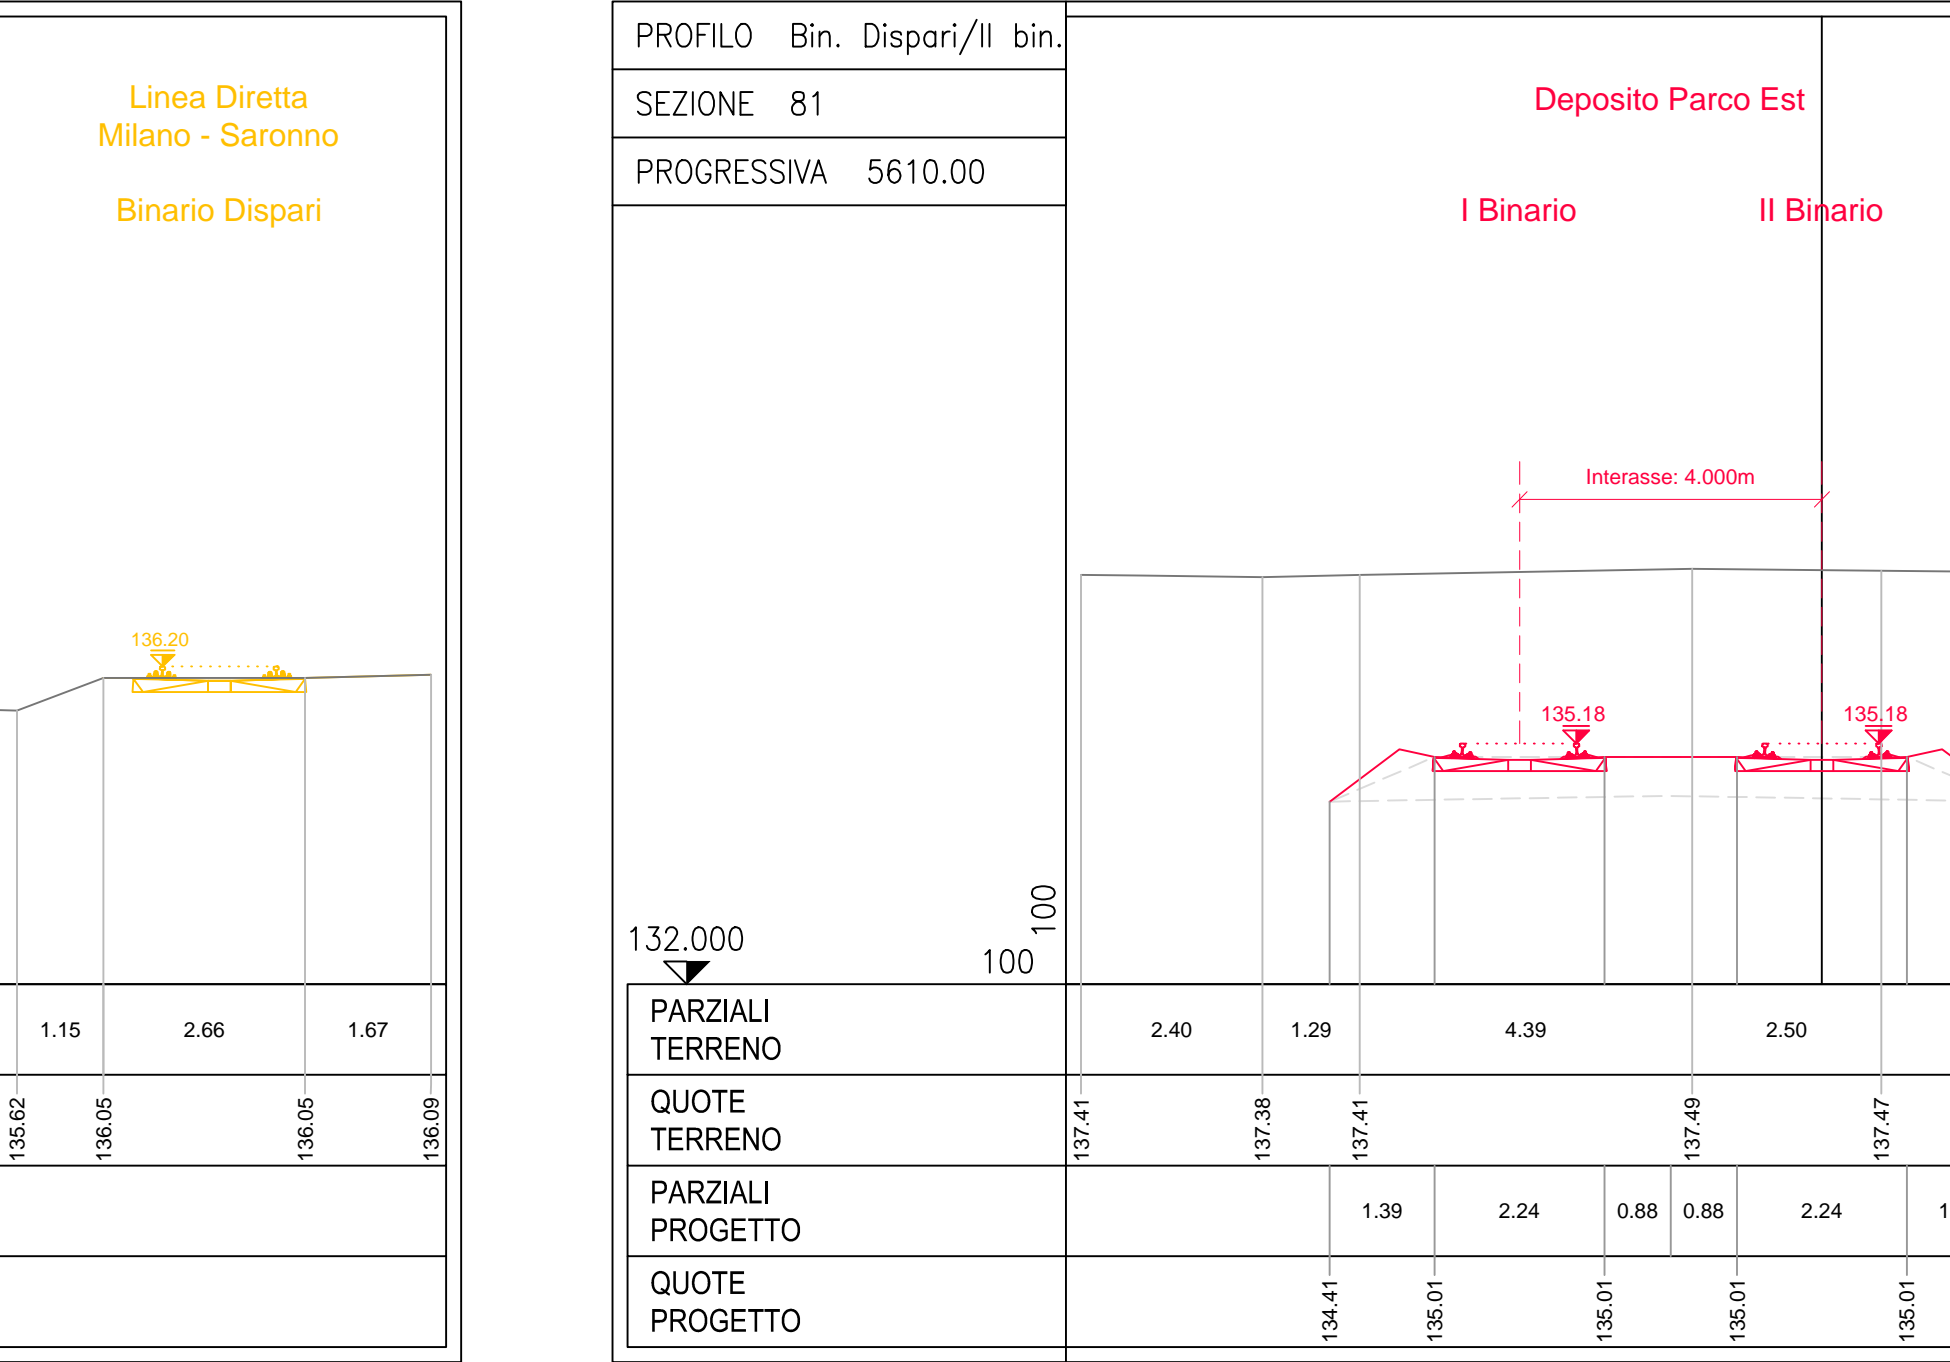 Linea Diretta
Milano - Saronno
Binario Dispari
136.20
1.15 2.66 1.67
135.62 136.05 136.05 136.09
PROFILO Bin. Dispari/II bin.
SEZIONE 81
PROGRESSIVA 5610.00
Deposito Parco Est
I Binario II Binario
Interasse: 4.000m
135.18 135.18
100
132.000
100
PARZIALI
TERRENO
2.40 1.29 4.39 2.50
QUOTE
TERRENO
137.41 137.38 137.41 137.49 137.47
PARZIALI
PROGETTO
1.39 2.24 0.88 0.88 2.24 1
QUOTE
PROGETTO
134.41 135.01 135.01 135.01 135.01